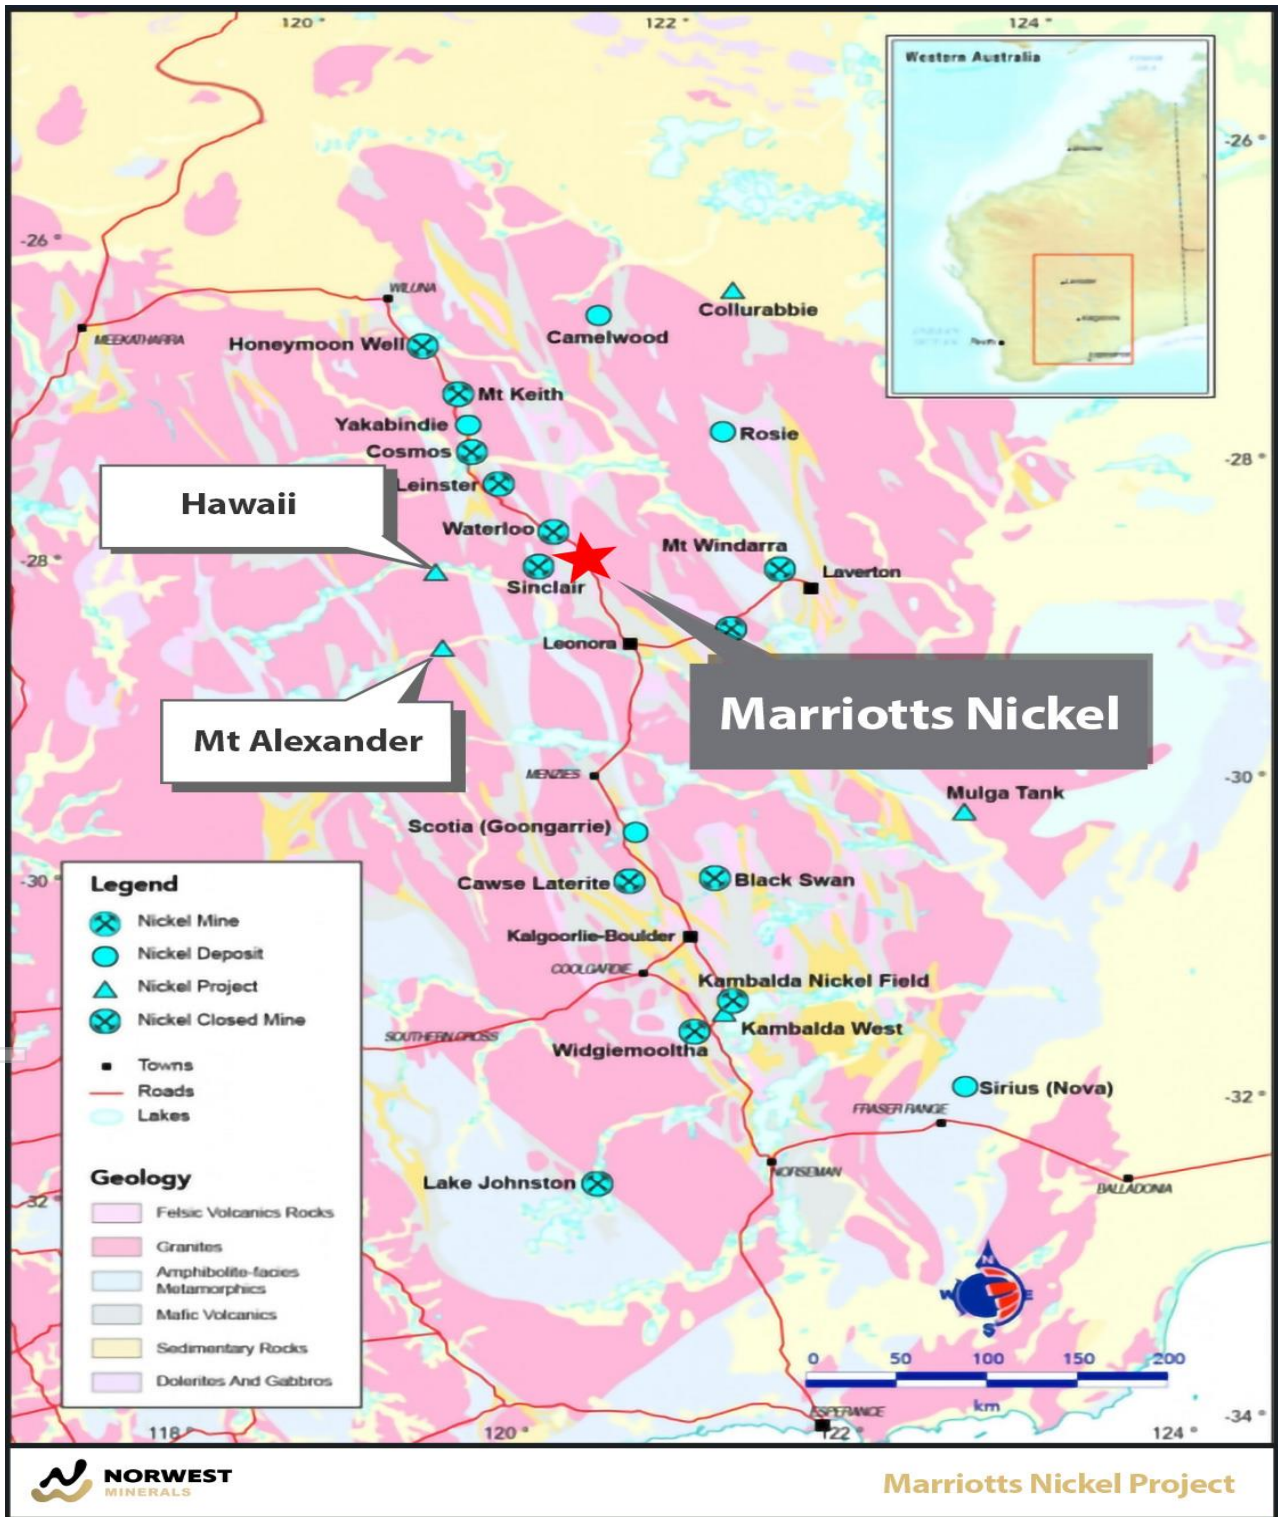 120 °
122 °
124 °
Western Australia
-26 °
-26 °
WILUNA
MEEKATHARRA
Honeymoon Well
Camelwood
Collurabbie
Perth
Mt Keith
Yakabindie
Rosie
Cosmos
-28 °
Leinster
Hawaii
Waterloo
Mt Windarra
-28 °
Sinclair
Laverton
Leonora
Marriotts Nickel
Mt Alexander
MENZIES
-30 °
Mulga Tank
Scotia (Goongarrie)
-30 °
Cawse Laterite
Black Swan
Kalgoorlie-Boulder
COOLGARDIE
Kambalda Nickel Field
SOUTHERN CROSS
Kambalda West
Widgiemooltha
Sirius (Nova)
-32 °
FRASER RANGE
NORSEMAN
Lake Johnston
BALLADONIA
-32 °
Legend
Nickel Mine
Nickel Deposit
Nickel Project
Nickel Closed Mine
Towns
Roads
Lakes
Geology
Felsic Volcanics Rocks
Granites
Amphibolite-facies
Metamorphics
Mafic Volcanics
Sedimentary Rocks
Dolerites And Gabbros
N
W E
S
0 50 100 150 200
km
ESPERANCE
-34 °
118 °
120 °
122 °
124 °
NORWEST
MINERALS
Marriotts Nickel Project